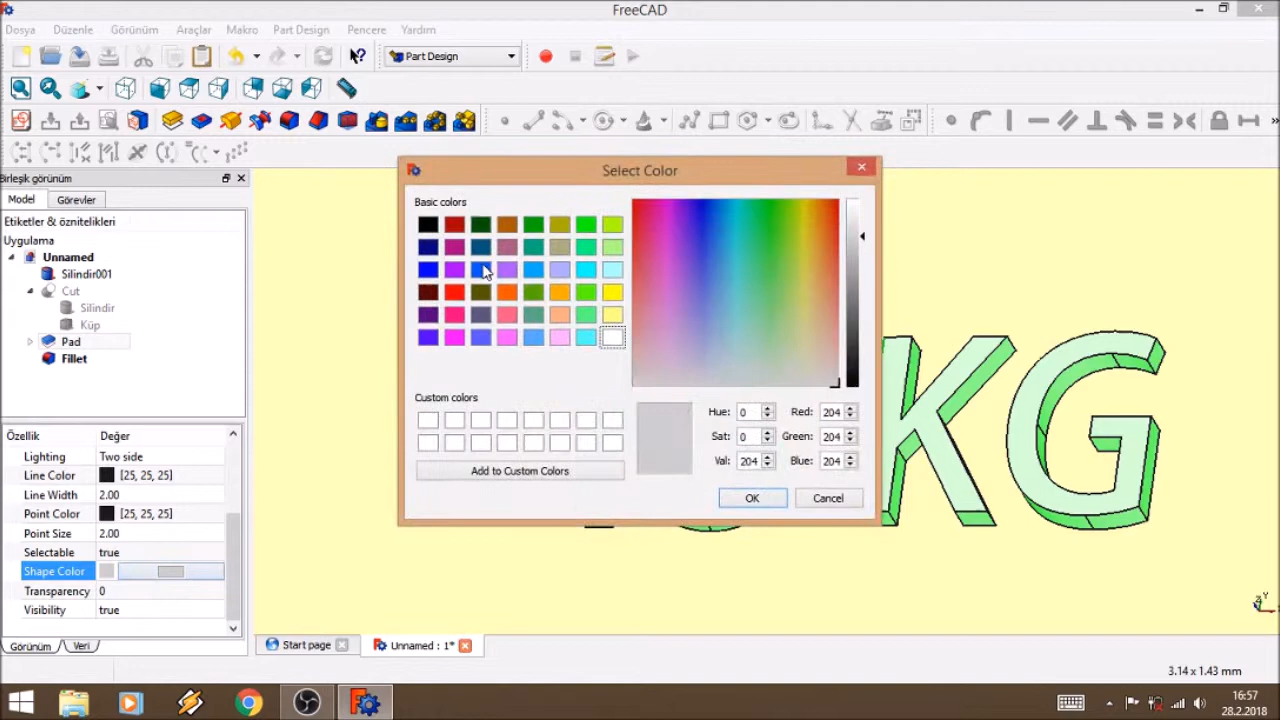 FreeCAD
Dosya Düzenle Görünüm Araçlar Makro Part Design Pencere Yardım
Part Design
Birleşik görünüm
Model Görevler
Etiketler & öznitelikleri
Uygulama
Unnamed
Silindir001
Cut
Silindir
Küp
Pad
Fillet
Özellik Değer
Lighting Two side
Line Color [25, 25, 25]
Line Width 2.00
Point Color [25, 25, 25]
Point Size 2.00
Selectable true
Shape Color
Transparency 0
Visibility true
Görünüm Veri
Select Color
Basic colors
Custom colors
Add to Custom Colors
Hue: 0 Red: 204
Sat: 0 Green: 204
Val: 204 Blue: 204
OK Cancel
KG
Y
Z
Start page Unnamed : 1*
3.14 x 1.43 mm
16:57
28.2.2018